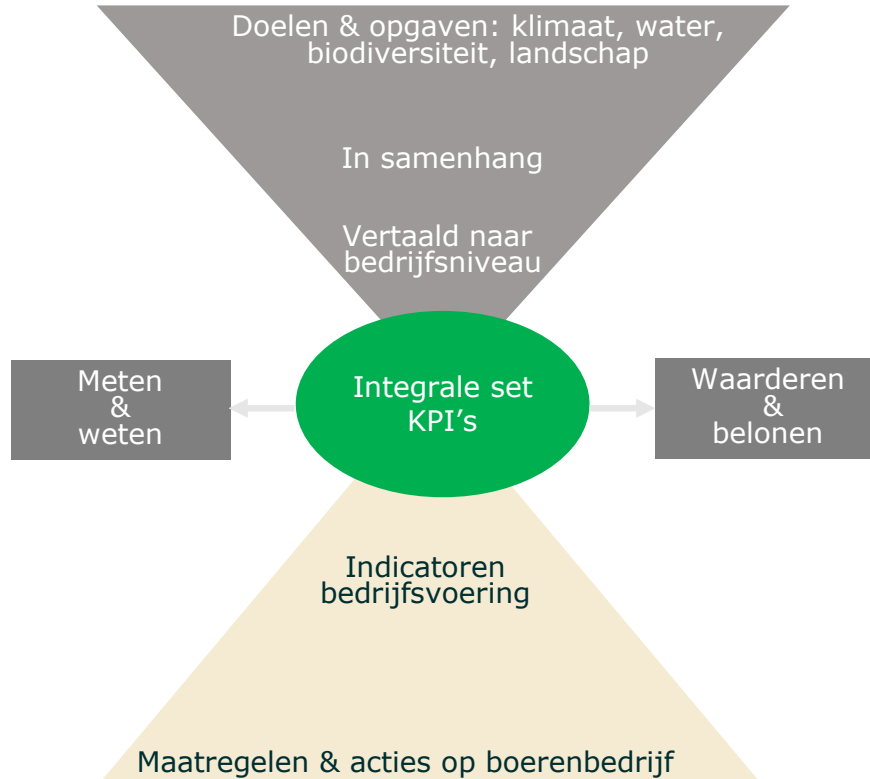 Doelen & opgaven: klimaat, water,
biodiversiteit, landschap
In samenhang
Vertaald naar
bedrijfsniveau
Meten
&
weten
Integrale set
KPI's
Waarderen
&
belonen
Indicatoren
bedrijfsvoering
Maatregelen & acties op boerenbedrijf